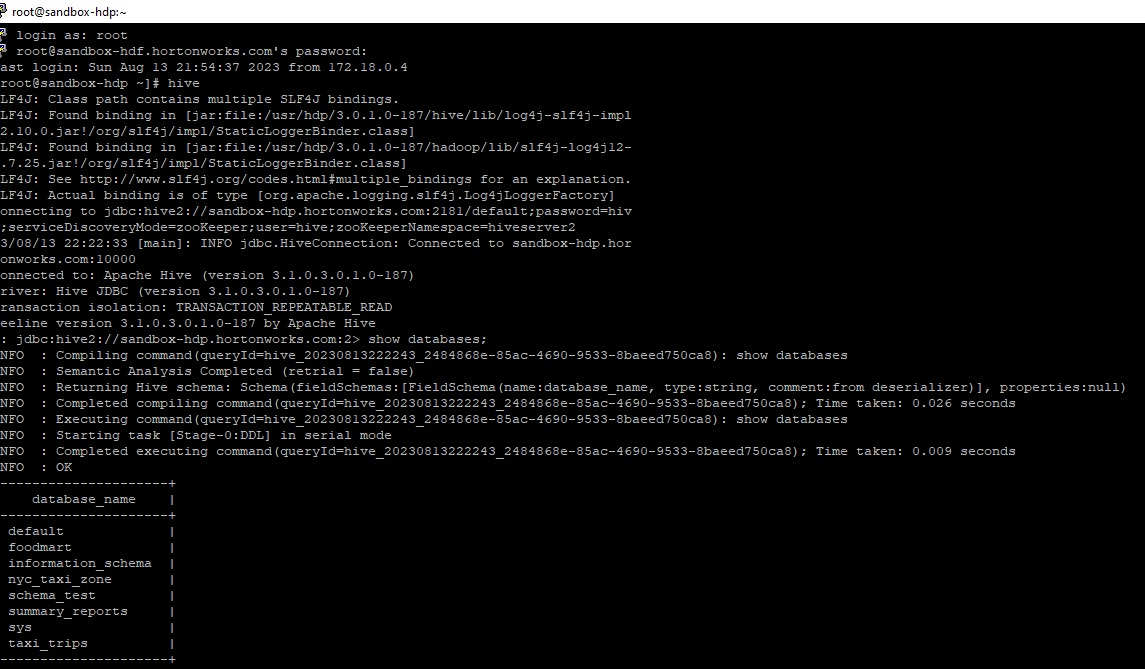 root@sandbox-hdp:~
login as: root
root@sandbox-hdf.hortonworks.com's password:
ast login: Sun Aug 13 21:54:37 2023 from 172.18.0.4
root@sandbox-hdp ~]# hive
LF4J: Class path contains multiple SLF4J bindings.
LF4J: Found binding in [jar:file:/usr/hdp/3.0.1.0-187/hive/lib/log4j-slf4j-impl
2.10.0.jar!/org/slf4j/impl/StaticLoggerBinder.class]
LF4J: Found binding in [jar:file:/usr/hdp/3.0.1.0-187/hadoop/lib/slf4j-log4j12-
.7.25.jar!/org/slf4j/impl/StaticLoggerBinder.class]
LF4J: See http://www.slf4j.org/codes.html#multiple_bindings for an explanation.
LF4J: Actual binding is of type [org.apache.logging.slf4j.Log4jLoggerFactory]
onnecting to jdbc:hive2://sandbox-hdp.hortonworks.com:2181/default;password=hiv
;serviceDiscoveryMode=zooKeeper;user=hive;zooKeeperNamespace=hiveserver2
3/08/13 22:22:33 [main]: INFO jdbc.HiveConnection: Connected to sandbox-hdp.hor
onworks.com:10000
onnected to: Apache Hive (version 3.1.0.3.0.1.0-187)
river: Hive JDBC (version 3.1.0.3.0.1.0-187)
ransaction isolation: TRANSACTION_REPEATABLE_READ
eeline version 3.1.0.3.0.1.0-187 by Apache Hive
: jdbc:hive2://sandbox-hdp.hortonworks.com:2> show databases;
NFO  : Compiling command(queryId=hive_20230813222243_2484868e-85ac-4690-9533-8baeed750ca8): show databases
NFO  : Semantic Analysis Completed (retrial = false)
NFO  : Returning Hive schema: Schema(fieldSchemas:[FieldSchema(name:database_name, type:string, comment:from deserializer)], properties:null)
NFO  : Completed compiling command(queryId=hive_20230813222243_2484868e-85ac-4690-9533-8baeed750ca8); Time taken: 0.026 seconds
NFO  : Executing command(queryId=hive_20230813222243_2484868e-85ac-4690-9533-8baeed750ca8): show databases
NFO  : Starting task [Stage-0:DDL] in serial mode
NFO  : Completed executing command(queryId=hive_20230813222243_2484868e-85ac-4690-9533-8baeed750ca8); Time taken: 0.009 seconds
NFO  : OK
---------------------+
database_name    |
---------------------+
default             |
foodmart            |
information_schema  |
nyc_taxi_zone       |
schema_test         |
summary_reports     |
sys                 |
taxi_trips          |
---------------------+